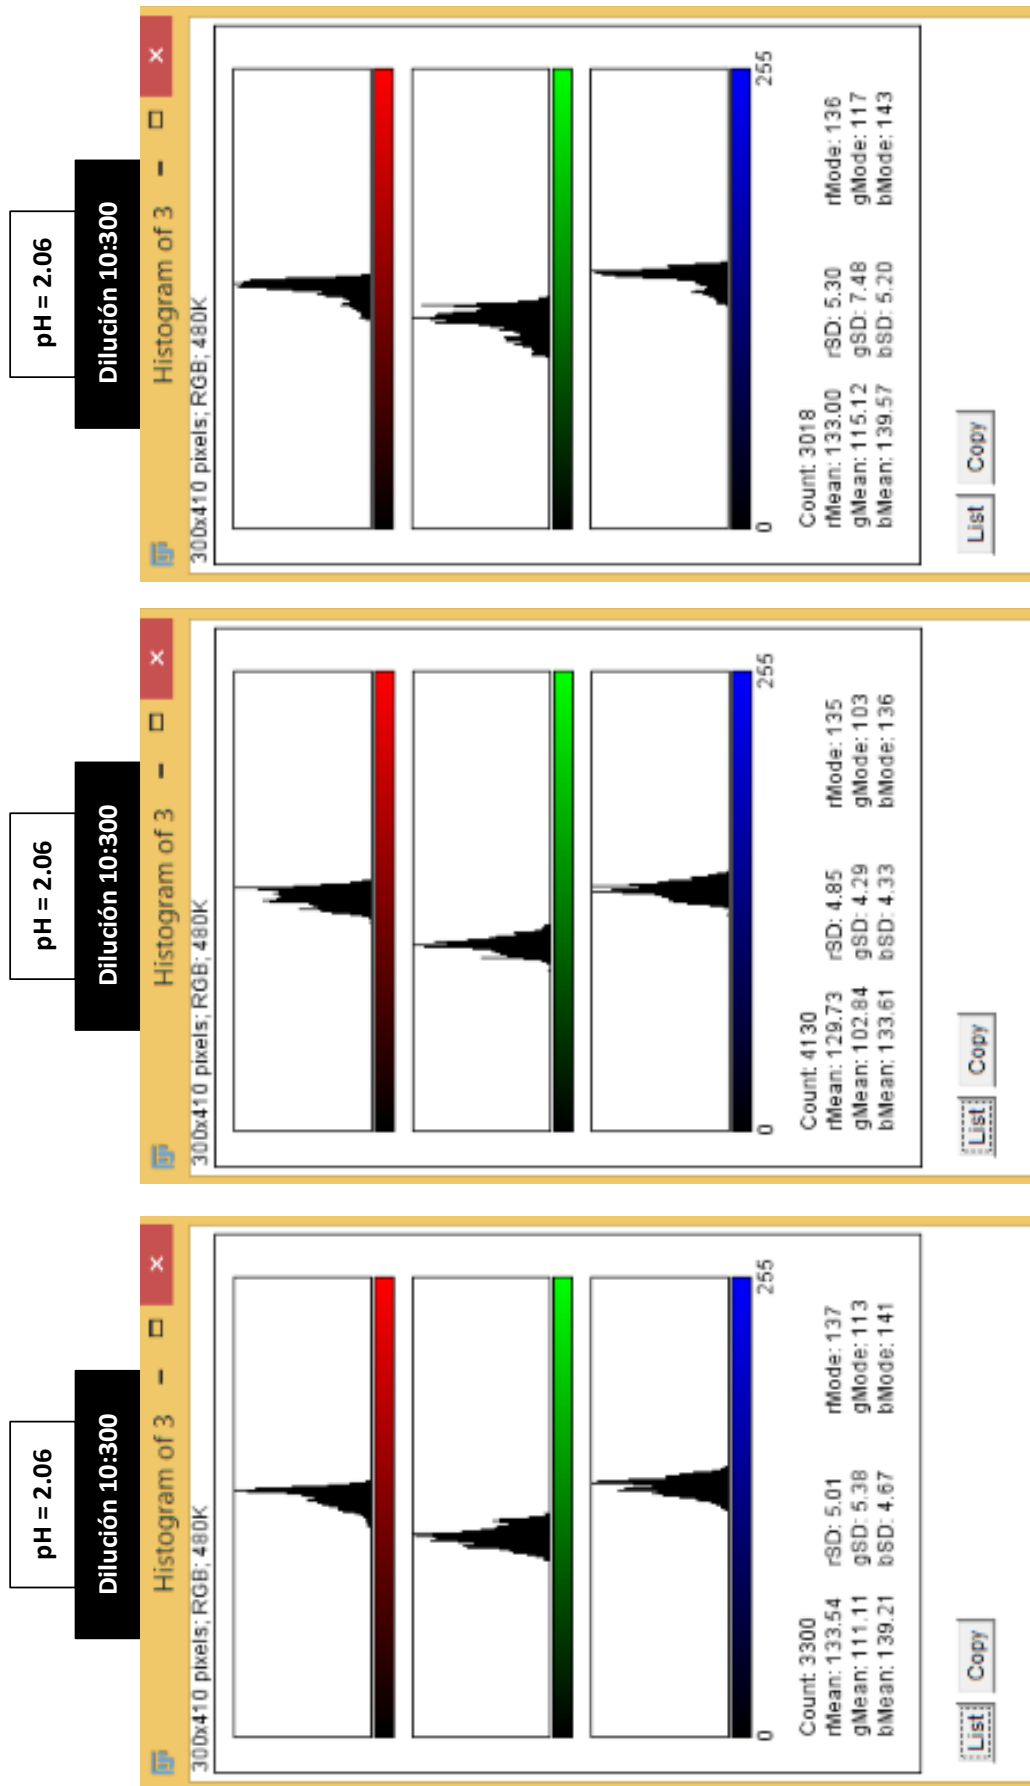 pH = 2.06
Dilución 10:300
Histogram of 3
300x410 pixels; RGB; 480K
0 255
Count: 3300
rMean: 133.54 rSD: 5.01 rMode: 137
gMean: 111.11 gSD: 5.38 gMode: 113
bMean: 139.21 bSD: 4.67 bMode: 141
List Copy
pH = 2.06
Dilución 10:300
Histogram of 3
300x410 pixels; RGB; 480K
0 255
Count: 4130
rMean: 129.73 rSD: 4.85 rMode: 135
gMean: 102.84 gSD: 4.29 gMode: 103
bMean: 133.61 bSD: 4.33 bMode: 136
List Copy
pH = 2.06
Dilución 10:300
Histogram of 3
300x410 pixels; RGB; 480K
0 255
Count: 3018
rMean: 133.00 rSD: 5.30 rMode: 136
gMean: 115.12 gSD: 7.48 gMode: 117
bMean: 139.57 bSD: 5.20 bMode: 143
List Copy